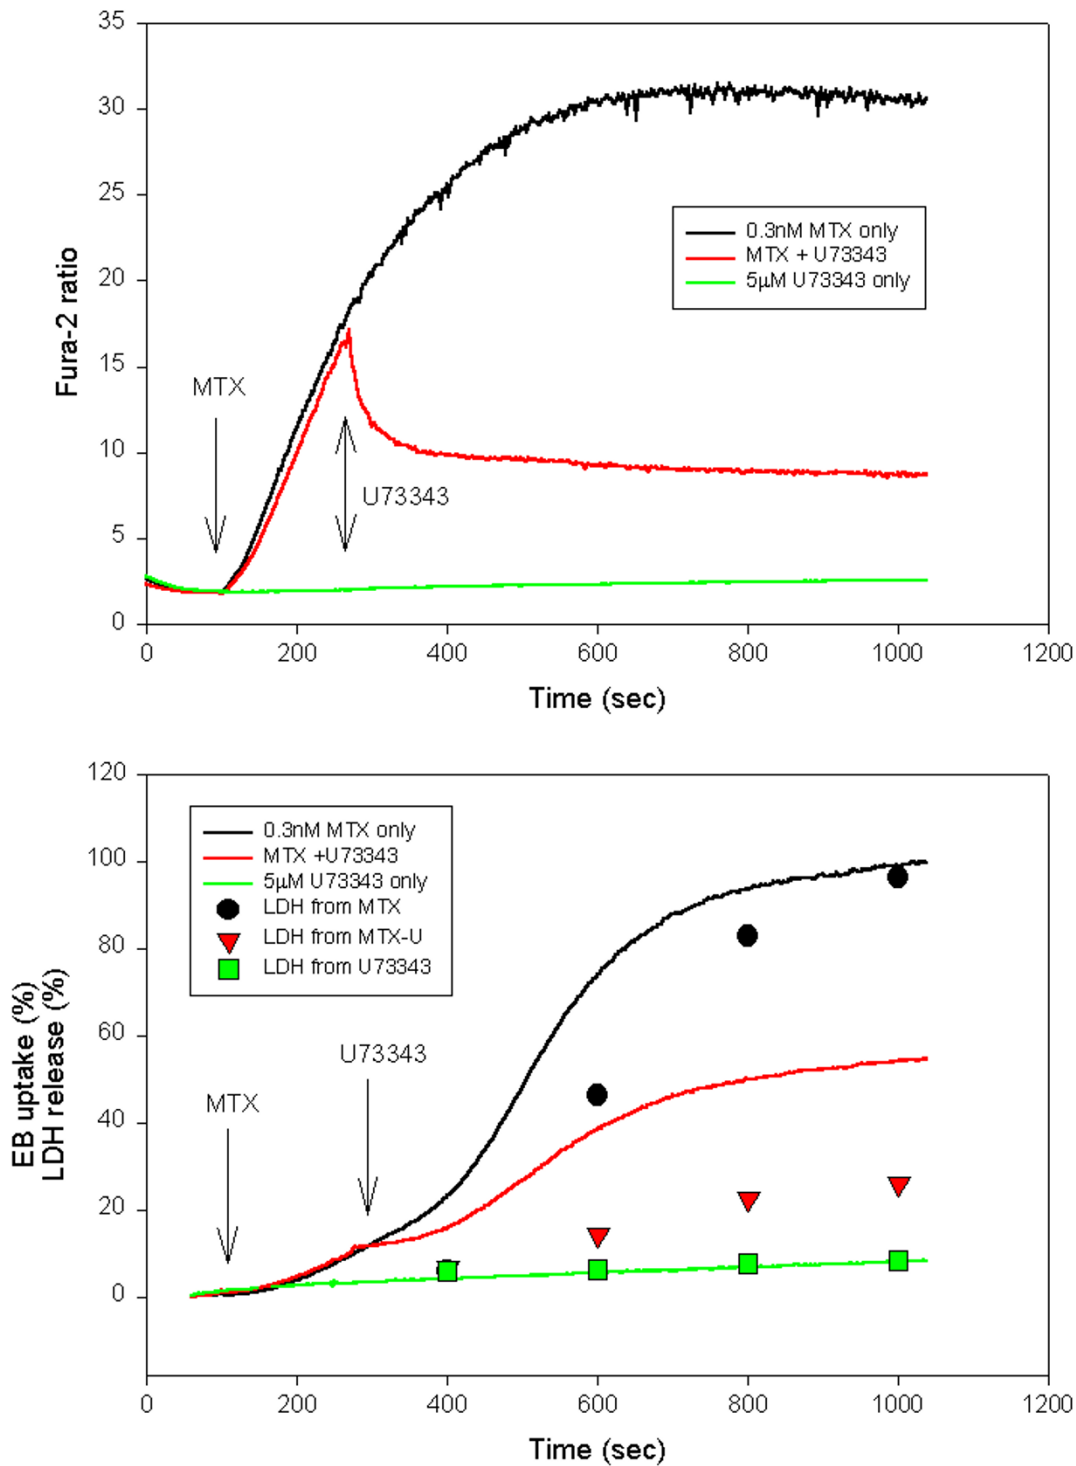 35
30
25
20
15
10
5
0
Fura-2 ratio
0.3nM MTX only
MTX + U73343
5µM U73343 only
MTX
U73343
0 200 400 600 800 1000 1200
Time (sec)
120
100
80
60
40
20
0
EB uptake (%)
LDH release (%)
0.3nM MTX only
MTX +U73343
5µM U73343 only
LDH from MTX
LDH from MTX-U
LDH from U73343
U73343
MTX
0 200 400 600 800 1000 1200
Time (sec)